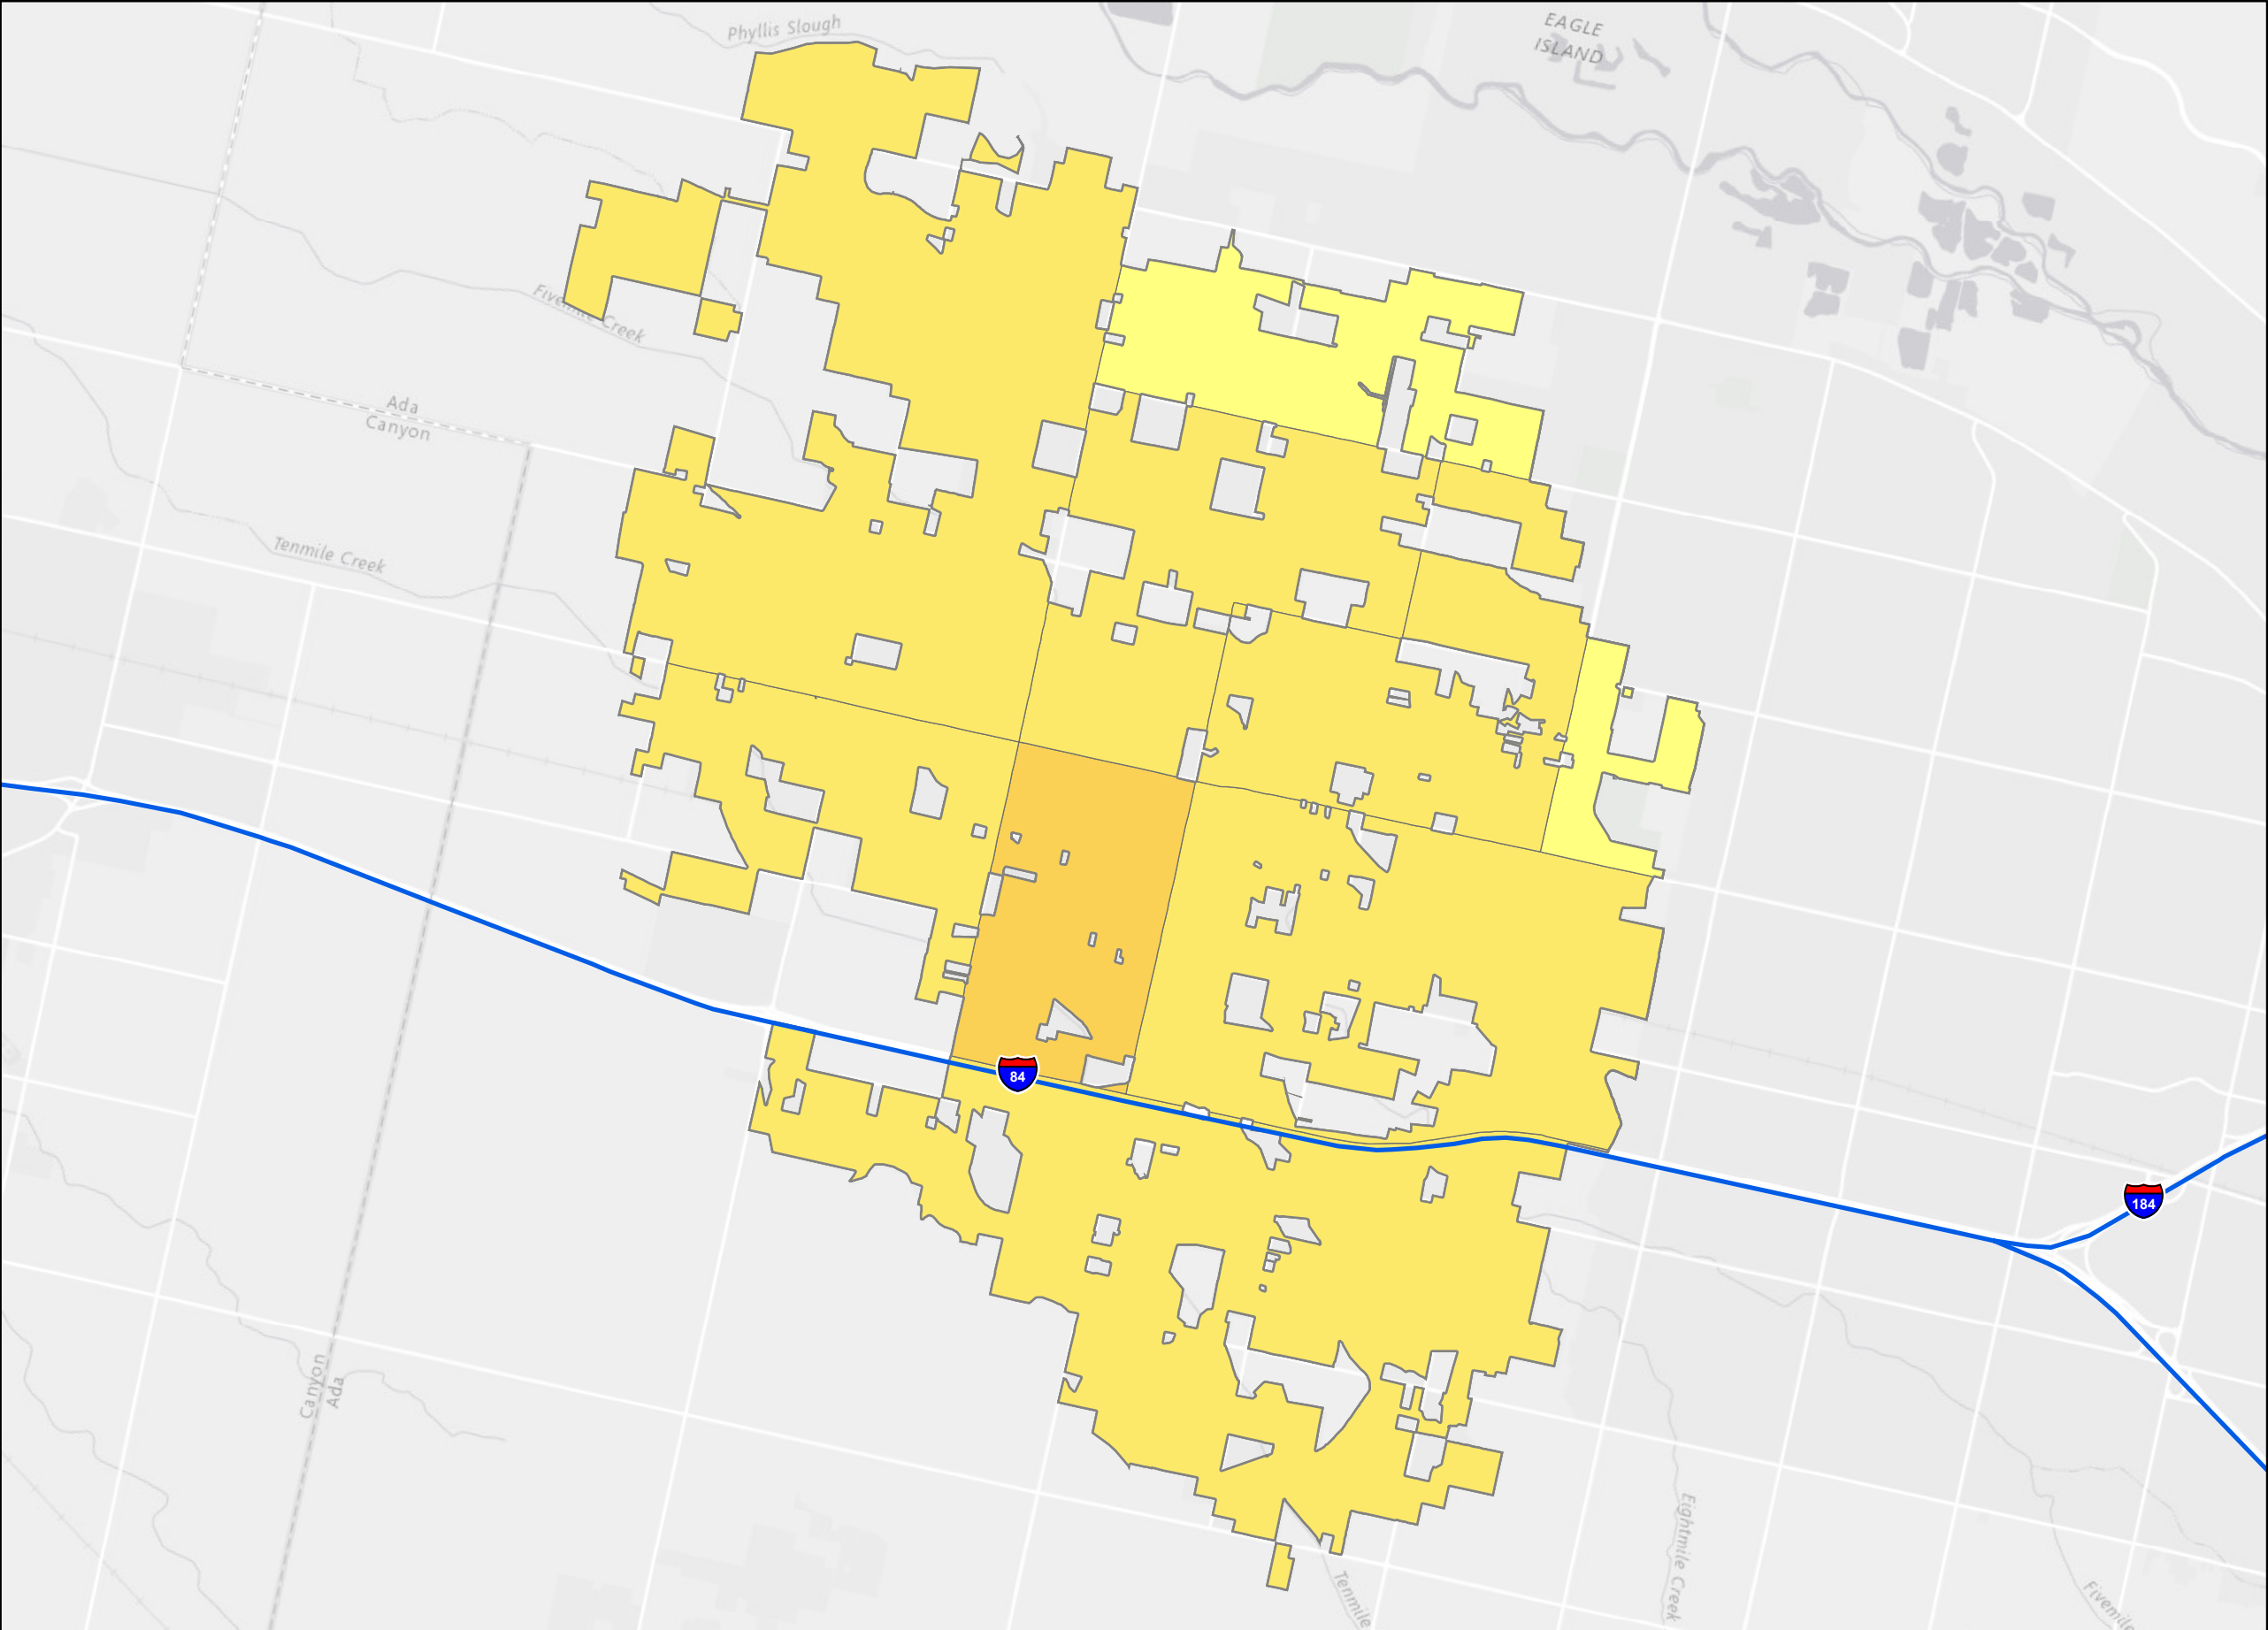 Phyllis Slough
EAGLE
ISLAND
Fivemile Creek
Ada
Canyon
Tenmile Creek
84
184
Canyon
Ada
Eightmile Creek
Tenmile
Fivemile